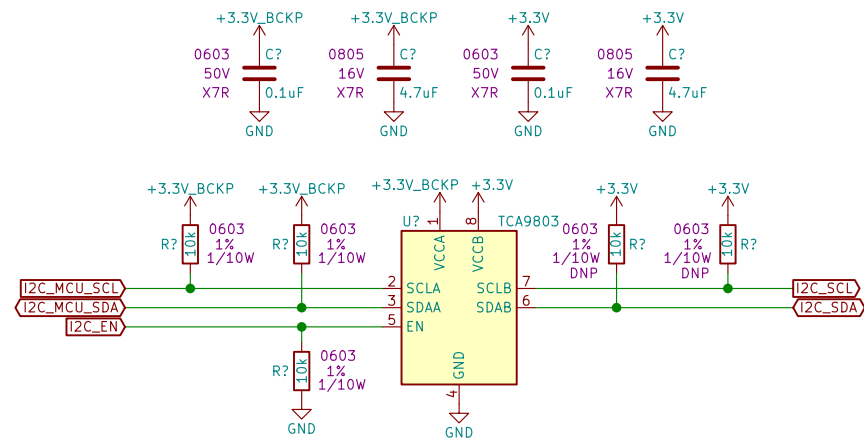 +3.3V_BCKP
+3.3V_BCKP
+3.3V
+3.3V
0603 C?
50V
X7R 0.1uF
GND
0805 C?
16V
X7R 4.7uF
GND
0603 C?
50V
X7R 0.1uF
GND
0805 C?
16V
X7R 4.7uF
GND
+3.3V_BCKP
R? 10k
0603
1%
1/10W
+3.3V_BCKP
R? 10k
0603
1%
1/10W
+3.3V_BCKP
+3.3V
U? TCA9803
1 VCCA
8 VCCB
2 SCLA
3 SDAA
5 EN
SCLB 7
SDAB 6
GND
4
GND
+3.3V
0603
1%
1/10W
DNP
10k R?
+3.3V
0603
1%
1/10W
DNP
10k R?
I2C_MCU_SCL
I2C_MCU_SDA
I2C_EN
I2C_SCL
I2C_SDA
R? 10k
0603
1%
1/10W
GND